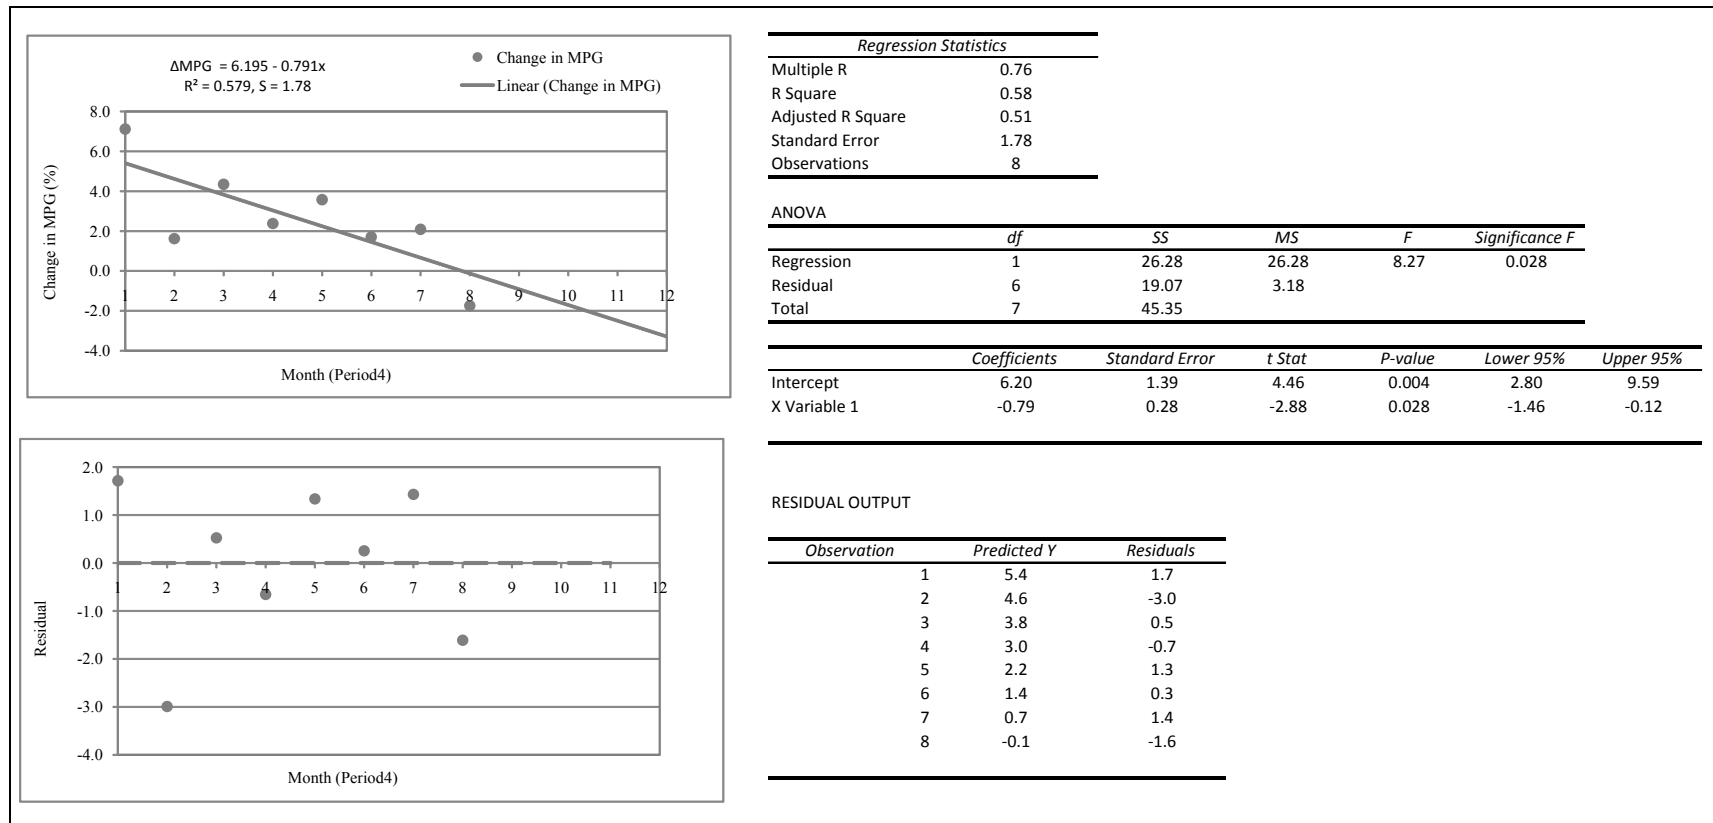 ΔMPG = 6.195 - 0.791x
R² = 0.579, S = 1.78
Change in MPG
Linear (Change in MPG)
8.0
6.0
4.0
2.0
0.0
-2.0
-4.0
1 2 3 4 5 6 7 8 9 10 11 12
Change in MPG (%)
Month (Period4)
2.0
1.0
0.0
-1.0
-2.0
-3.0
-4.0
1 2 3 4 5 6 7 8 9 10 11 12
Residual
Month (Period4)
Regression Statistics
Multiple R 0.76
R Square 0.58
Adjusted R Square 0.51
Standard Error 1.78
Observations 8
ANOVA
df SS MS F Significance F
Regression 1 26.28 26.28 8.27 0.028
Residual 6 19.07 3.18
Total 7 45.35
Coefficients Standard Error t Stat P-value Lower 95% Upper 95%
Intercept 6.20 1.39 4.46 0.004 2.80 9.59
X Variable 1 -0.79 0.28 -2.88 0.028 -1.46 -0.12
RESIDUAL OUTPUT
Observation Predicted Y Residuals
1 5.4 1.7
2 4.6 -3.0
3 3.8 0.5
4 3.0 -0.7
5 2.2 1.3
6 1.4 0.3
7 0.7 1.4
8 -0.1 -1.6